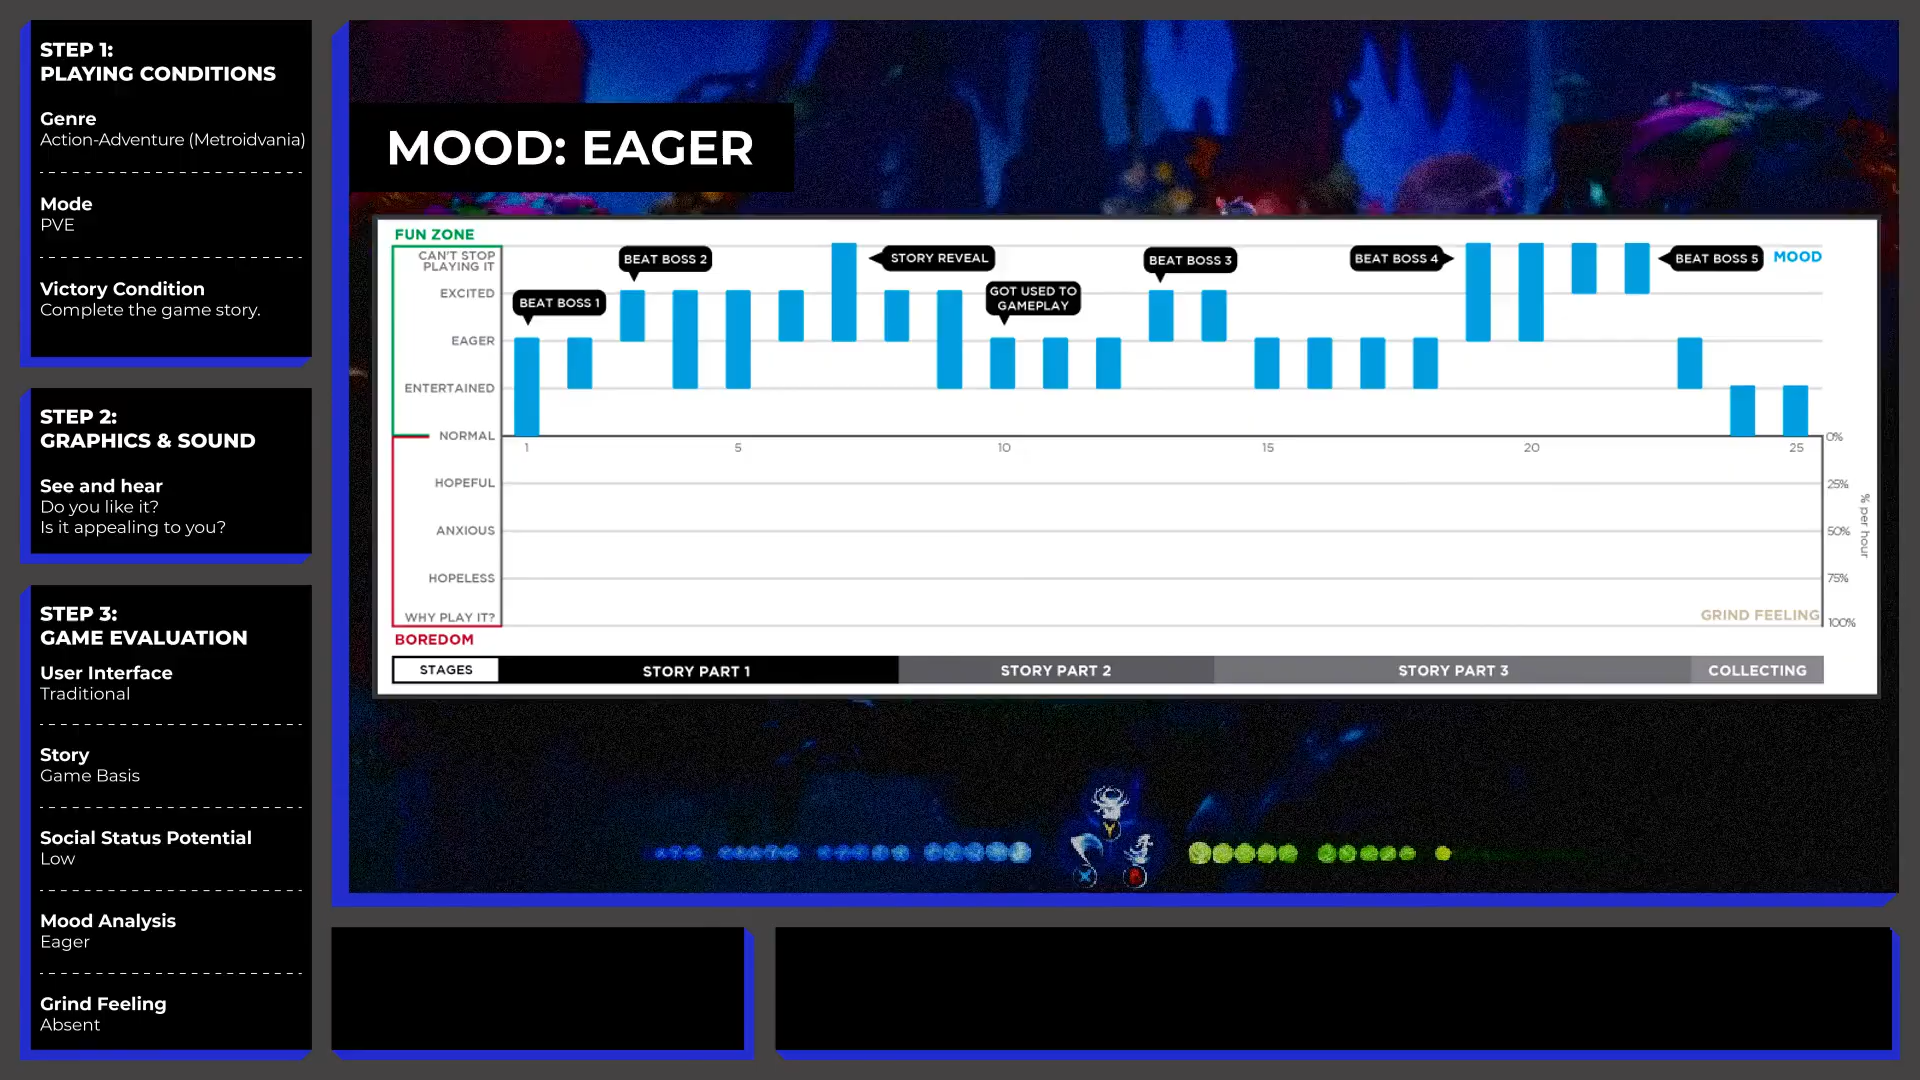 STEP 1:
PLAYING CONDITIONS
Genre
Action-Adventure (Metroidvania)
Mode
PVE
Victory Condition
Complete the game story.
STEP 2:
GRAPHICS & SOUND
See and hear
Do you like it?
Is it appealing to you?
STEP 3:
GAME EVALUATION
User Interface
Traditional
Story
Game Basis
Social Status Potential
Low
Mood Analysis
Eager
Grind Feeling
Absent
MOOD: EAGER
FUN ZONE
CAN'T STOP
PLAYING IT
EXCITED
EAGER
ENTERTAINED
NORMAL
HOPEFUL
ANXIOUS
HOPELESS
WHY PLAY IT?
BOREDOM
BEAT BOSS 1
BEAT BOSS 2
STORY REVEAL
GOT USED TO
GAMEPLAY
BEAT BOSS 3
BEAT BOSS 4
BEAT BOSS 5
MOOD
1 5 10 15 20 25
0%
25%
50%
75%
100%
% per hour
GRIND FEELING
STAGES STORY PART 1 STORY PART 2 STORY PART 3 COLLECTING
Y
X
B